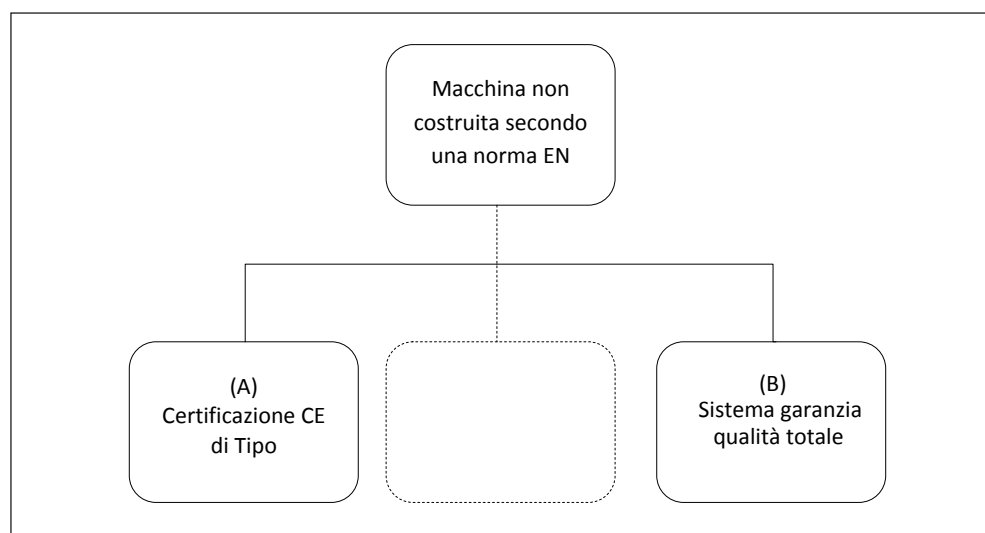 Macchina non
costruita secondo
una norma EN
(A)
Certificazione CE
di Tipo
(B)
Sistema garanzia
qualità totale